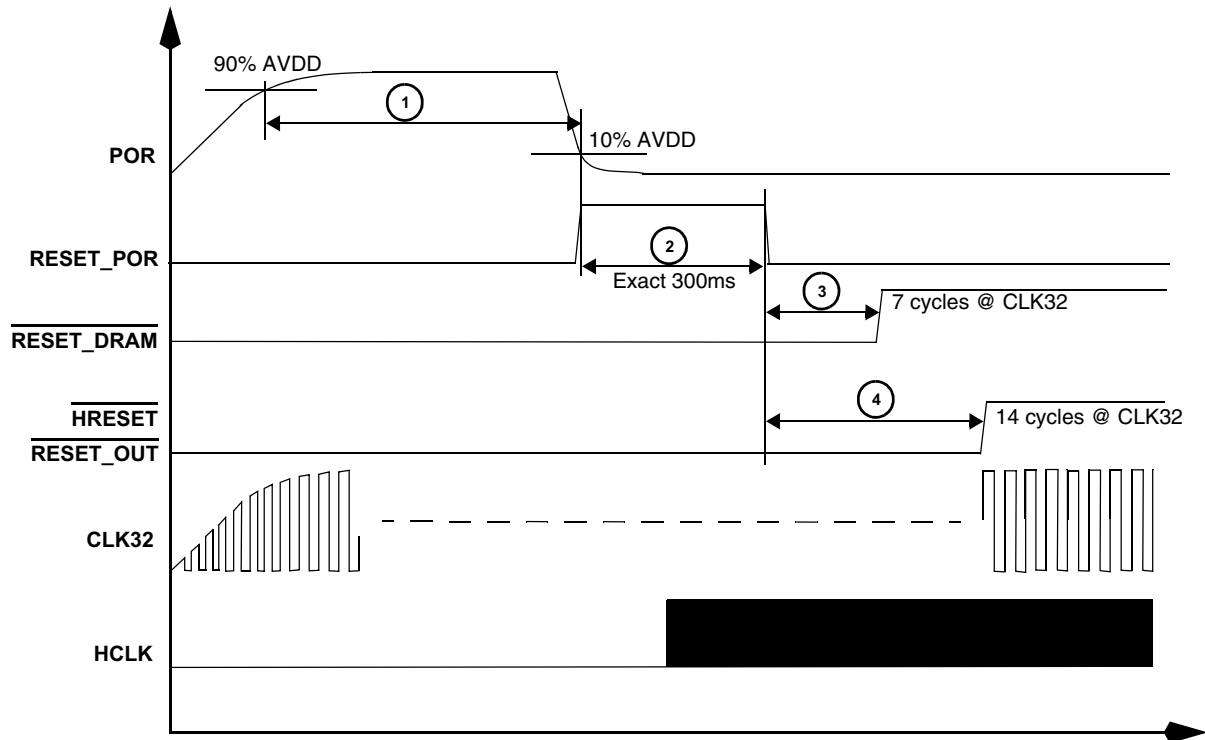 90% AVDD
1
POR
10% AVDD
RESET_POR
2
Exact 300ms
3
7 cycles @ CLK32
RESET_DRAM
4
HRESET
14 cycles @ CLK32
RESET_OUT
CLK32
HCLK